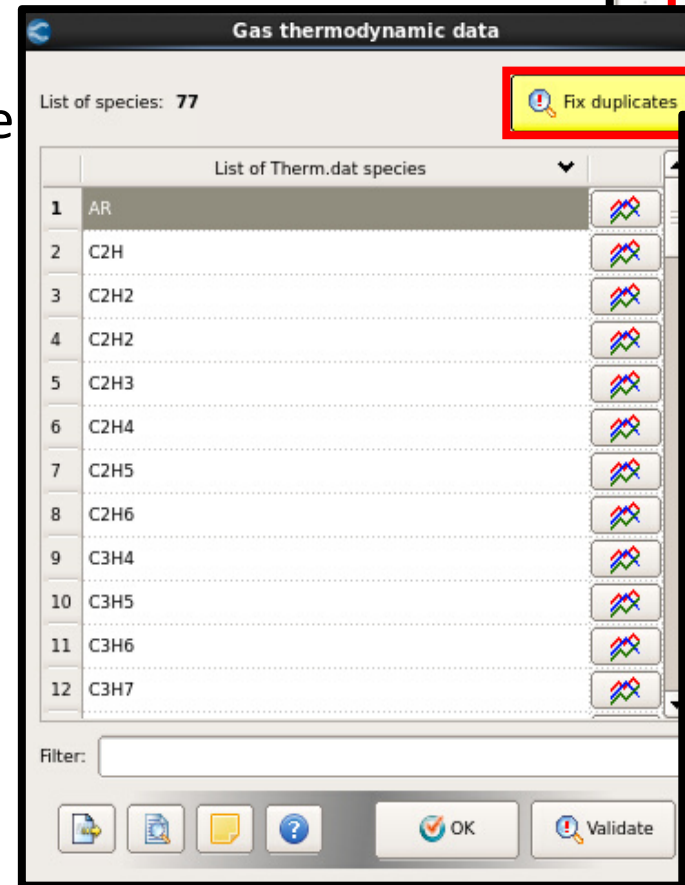 Gas thermodynamic data
e
List of species: 77
Fix duplicates
List of Therm.dat species
1 AR
2 C2H
3 C2H2
4 C2H2
5 C2H3
6 C2H4
7 C2H5
8 C2H6
9 C3H4
10 C3H5
11 C3H6
12 C3H7
Filter:
OK
Validate